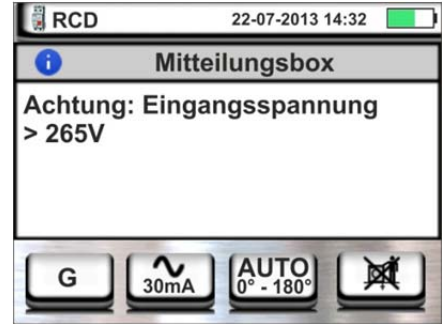 RCD 22-07-2013 14:32
Mitteilungsbox
Achtung: Eingangsspannung
> 265V
G 30mA AUTO
0° - 180°